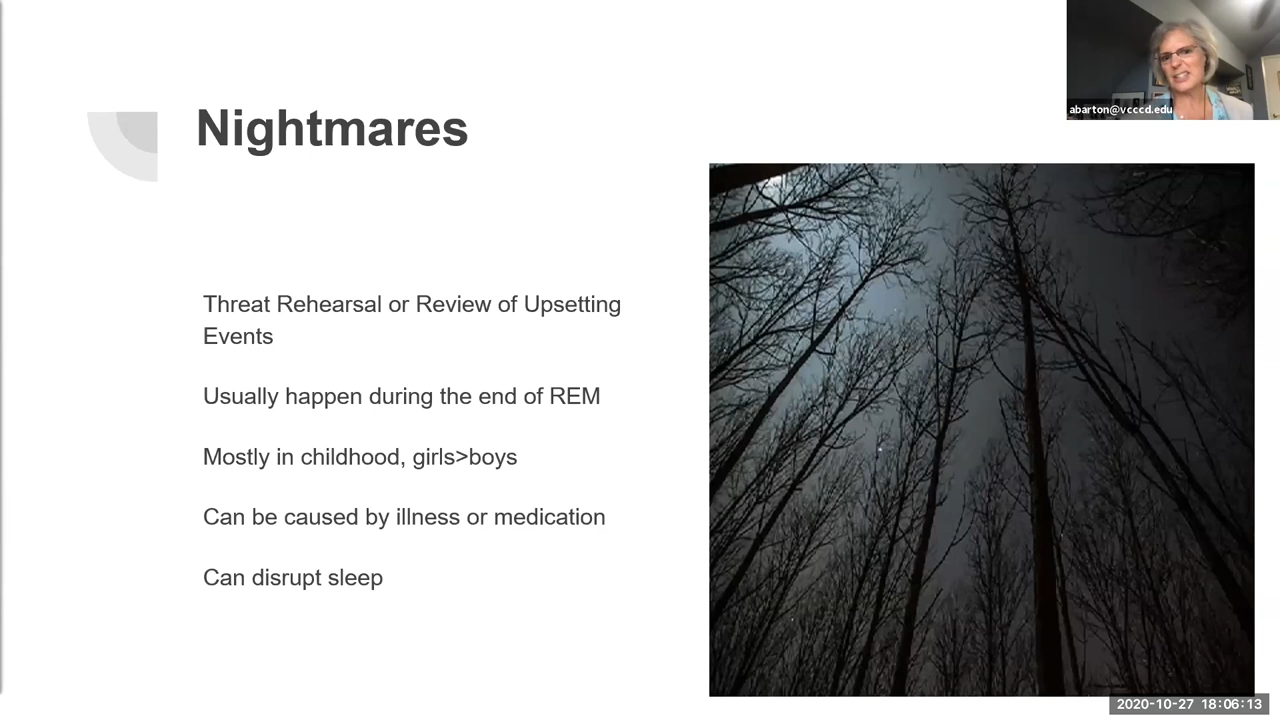 abarton@vcccd.edu
Nightmares
Threat Rehearsal or Review of Upsetting
Events
Usually happen during the end of REM
Mostly in childhood, girls>boys
Can be caused by illness or medication
Can disrupt sleep
2020-10-27 18:06:13